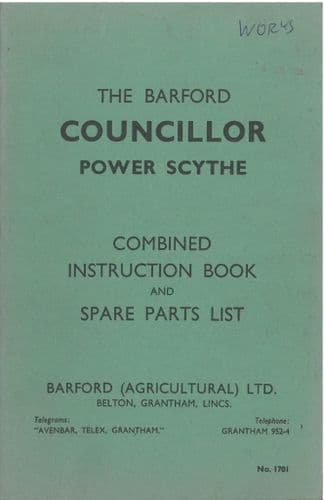 WORKS
THE BARFORD
COUNCILLOR
POWER SCYTHE
COMBINED
INSTRUCTION BOOK
AND
SPARE PARTS LIST
BARFORD (AGRICULTURAL) LTD.
BELTON, GRANTHAM, LINCS.
Telegrams: Telephone:
"AVENBAR, TELEX, GRANTHAM." GRANTHAM 952-4
No. 1701